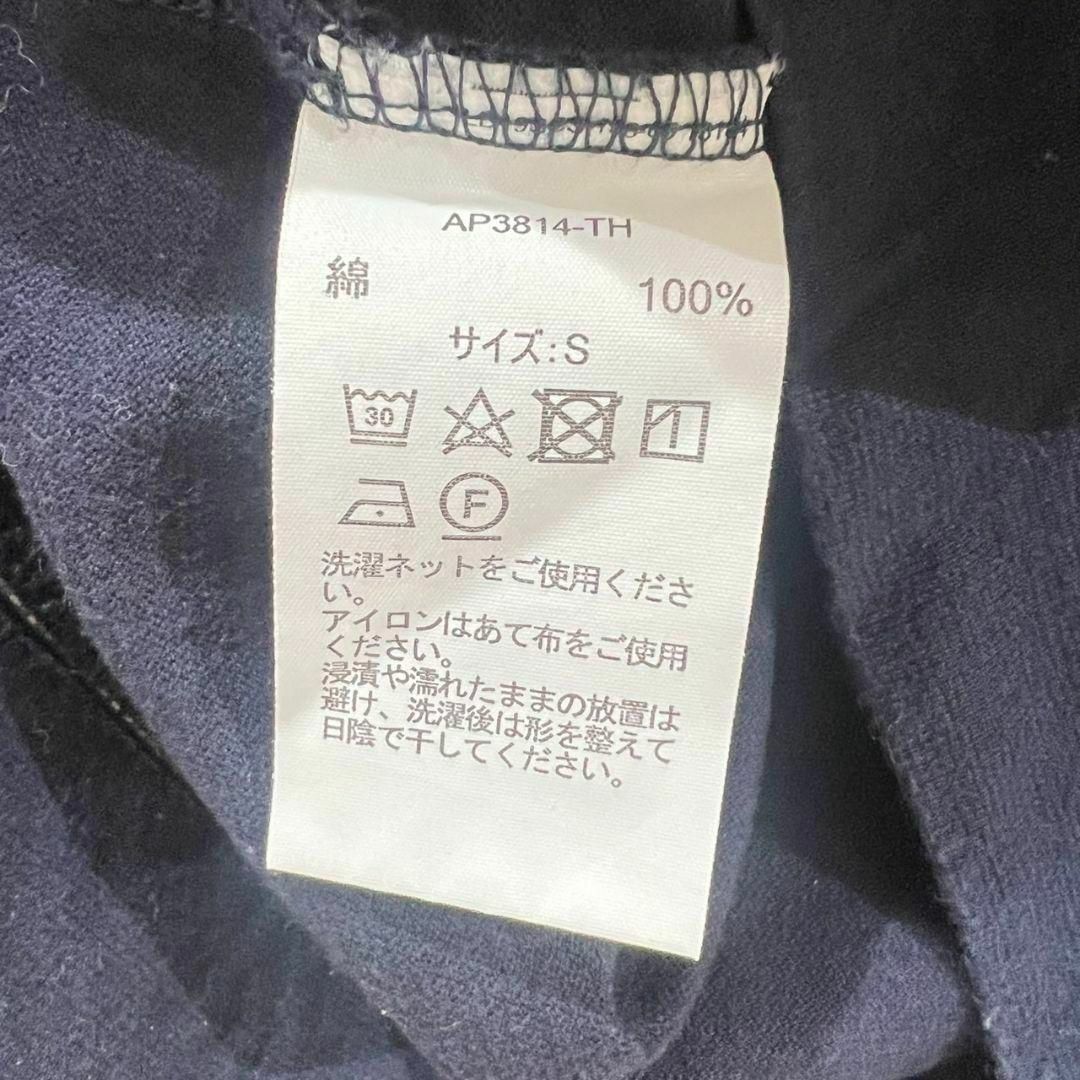 AP3814-TH
綿 100%
サイズ:S
30
F
洗濯ネットをご使用くださ
い。
アイロンはあて布をご使用
ください。
浸漬や濡れたままの放置は
避け、洗濯後は形を整えて
日陰で干してください。